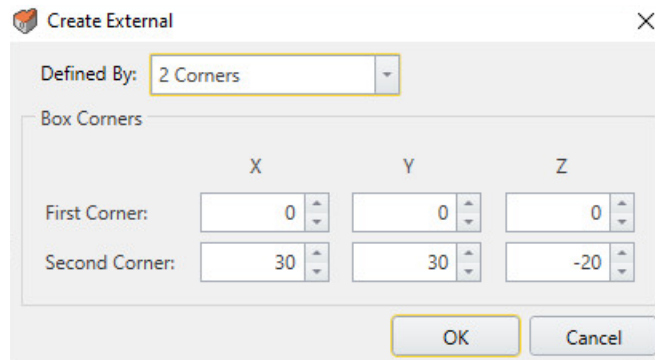 Create External
Defined By: 2 Corners
Box Corners
X Y Z
First Corner: 0 0 0
Second Corner: 30 30 -20
OK Cancel